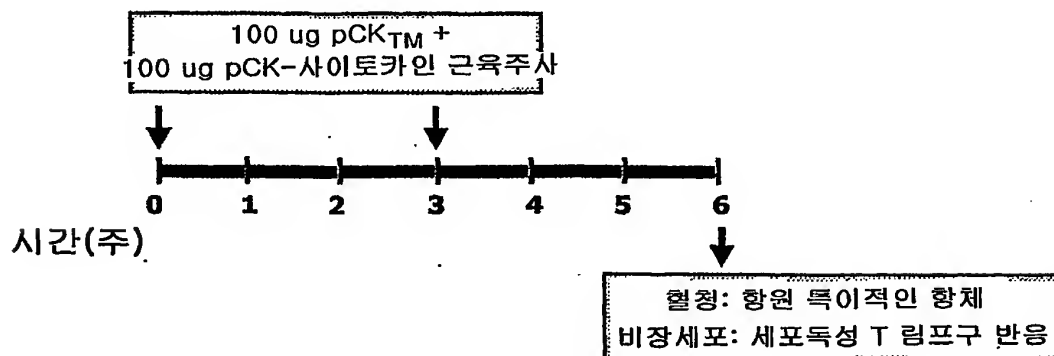 100 ug pCKTM +
100 ug pCK-사이토카인 근육주사
0 1 2 3 4 5 6
시간(주)
혈청: 항원 특이적인 항체
비장세포: 세포독성 T 림프구 반응